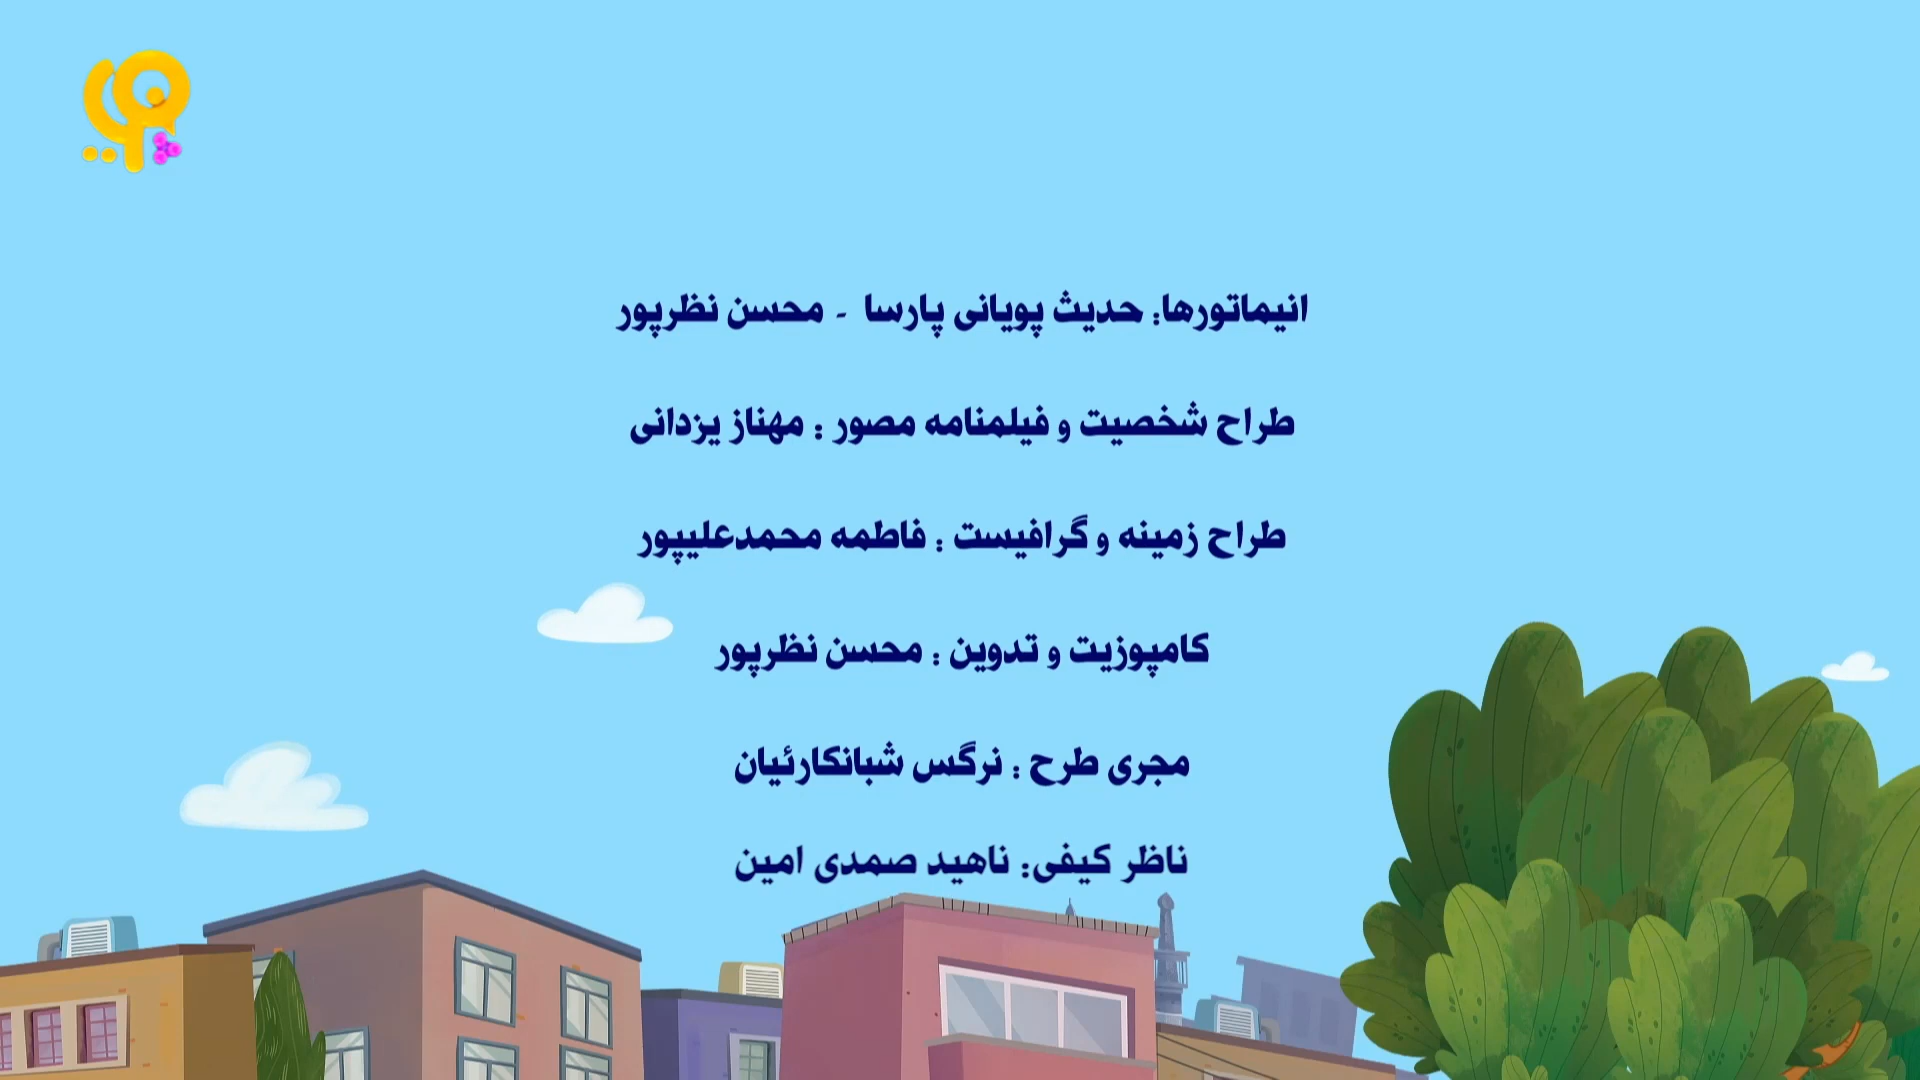 انیماتورها: حدیث پویانی پارسا - محسن نظرپور
طراح شخصیت و فیلمنامه مصور : مهناز یزدانی
طراح زمینه و گرافیست : فاطمه محمدعلیپور
کامپوزیت و تدوین : محسن نظرپور
مجری طرح : نرگس شبانکارئیان
ناظر کیفی: ناهید صمدی امین